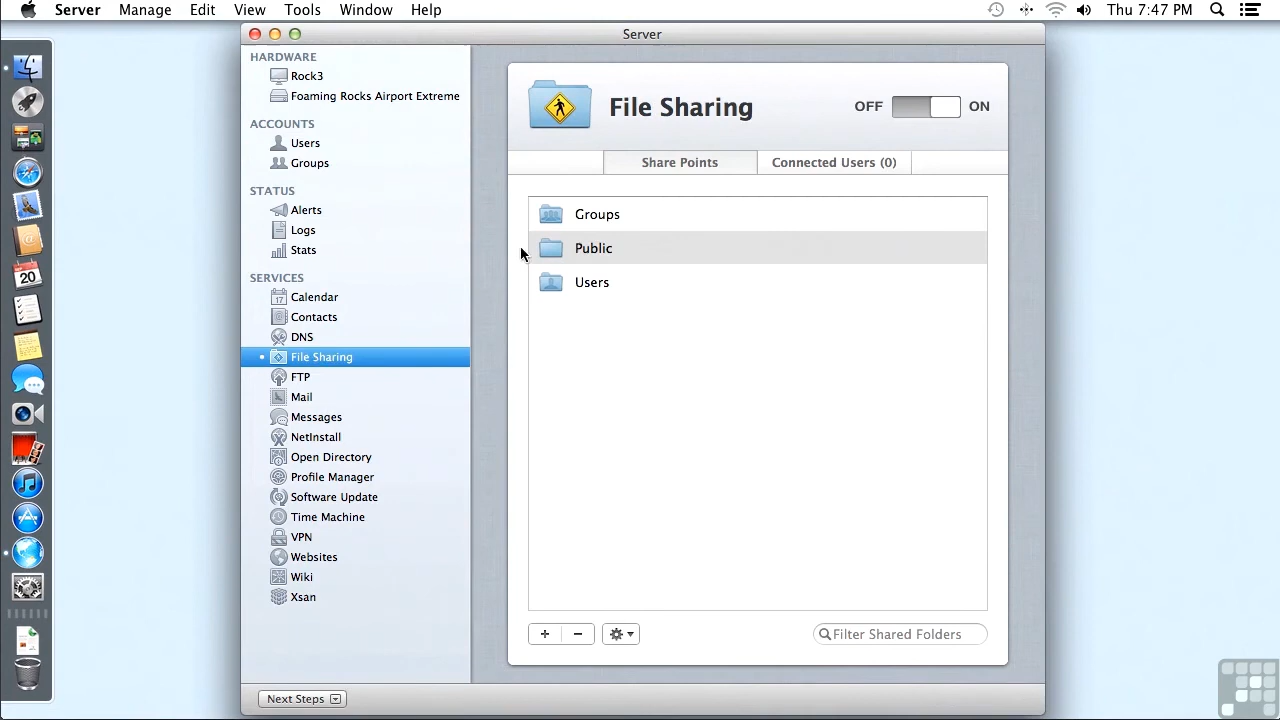 Server Manage Edit View Tools Window Help Thu 7:47 PM
Server
HARDWARE
Rock3
Foaming Rocks Airport Extreme
ACCOUNTS
Users
Groups
STATUS
Alerts
Logs
Stats
SERVICES
17 Calendar
Contacts
DNS
File Sharing
FTP
Mail
Messages
NetInstall
Open Directory
Profile Manager
Software Update
Time Machine
VPN
Websites
Wiki
Xsan
Next Steps
File Sharing
OFF ON
Share Points Connected Users (0)
Groups
Public
Users
+ −
Filter Shared Folders
SEP
20